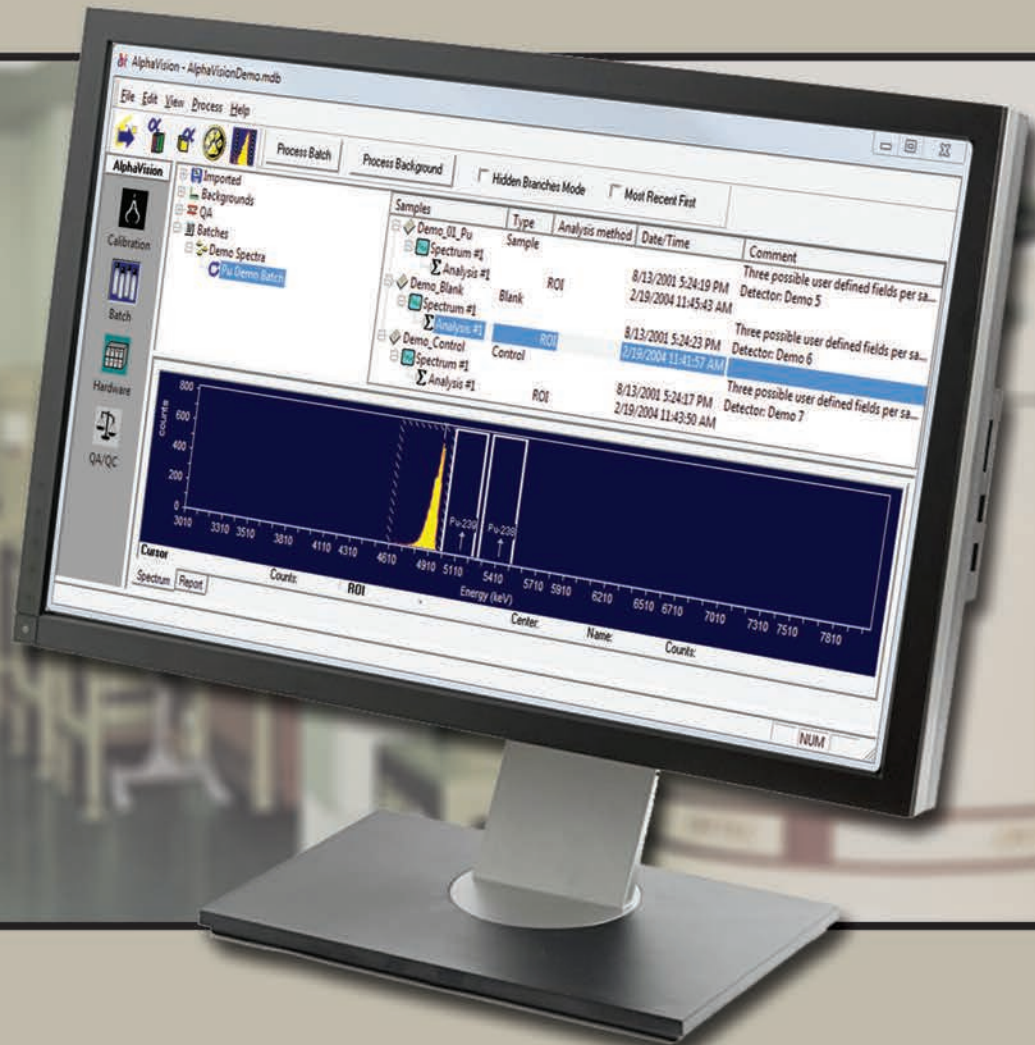 AlphaVision - AlphaVisionDemo.mdb
File Edit View Process Help
Process Batch Process Background Hidden Branches Mode Most Recent First
AlphaVision
Calibration
Batch
Hardware
QA/QC
Imported
Backgrounds
QA
Batches
Demo Spectra
Pu Demo Batch
Samples Type Analysis method Date/Time Comment
Demo_01_Pu Sample Three possible user defined fields per sa...
Spectrum #1 8/13/2001 5:24:19 PM Detector: Demo 5
Analysis #1 ROI 2/19/2004 11:45:43 AM
Demo_Blank Blank Three possible user defined fields per sa...
Spectrum #1 8/13/2001 5:24:23 PM Detector: Demo 6
Analysis #1 ROI 2/19/2004 11:41:57 AM
Demo_Control Control Three possible user defined fields per sa...
Spectrum #1 8/13/2001 5:24:17 PM Detector: Demo 7
Analysis #1 ROI 2/19/2004 11:43:50 AM
counts
800
600
400
200
0
Pu-239 Pu-238
3010 3310 3510 3810 4110 4310 4610 4910 5110 5410 5710 5910 6210 6510 6710 7010 7310 7510 7810
Energy (keV)
Cursor Counts: ROI Center: Name: Counts:
Spectrum Report
NUM